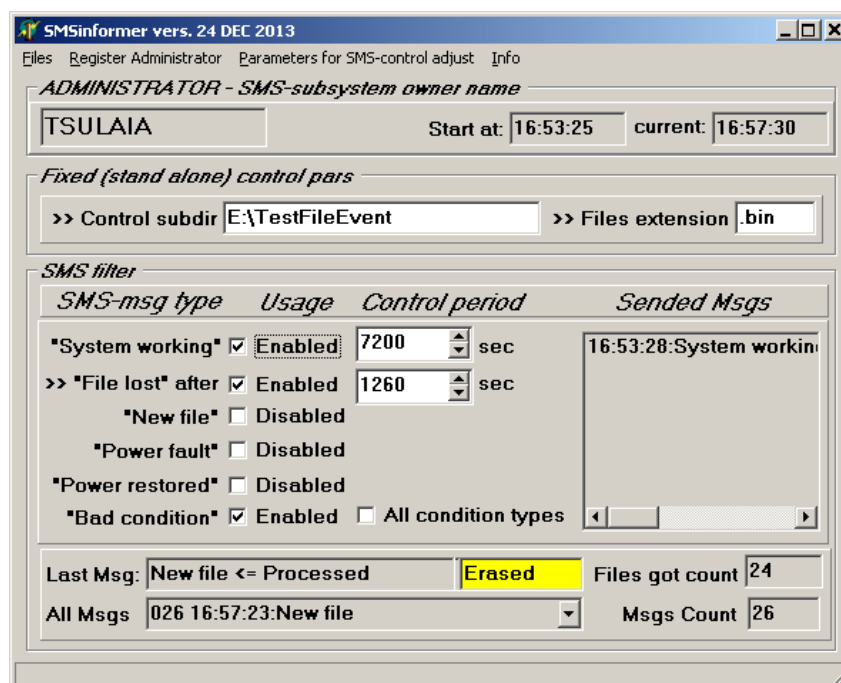 SMSinformer vers. 24 DEC 2013
Files Register Administrator Parameters for SMS-control adjust Info
ADMINISTRATOR - SMS-subsystem owner name
TSULAIA Start at: 16:53:25 current: 16:57:30
Fixed (stand alone) control pars
>> Control subdir E:\TestFileEvent >> Files extension .bin
SMS filter
SMS-msg type Usage Control period Sended Msgs
"System working" Enabled 7200 sec 16:53:28:System workin
>> "File lost" after Enabled 1260 sec
"New file" Disabled
"Power fault" Disabled
"Power restored" Disabled
"Bad condition" Enabled All condition types
Last Msg: New file <= Processed Erased Files got count 24
All Msgs 026 16:57:23:New file Msgs Count 26